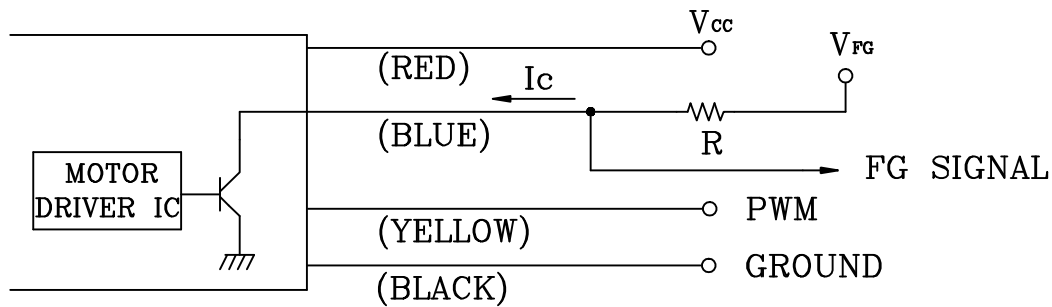 Vcc
VFG
(RED)
Ic
(BLUE)
R
MOTOR
DRIVER IC
FG SIGNAL
PWM
(YELLOW)
GROUND
(BLACK)